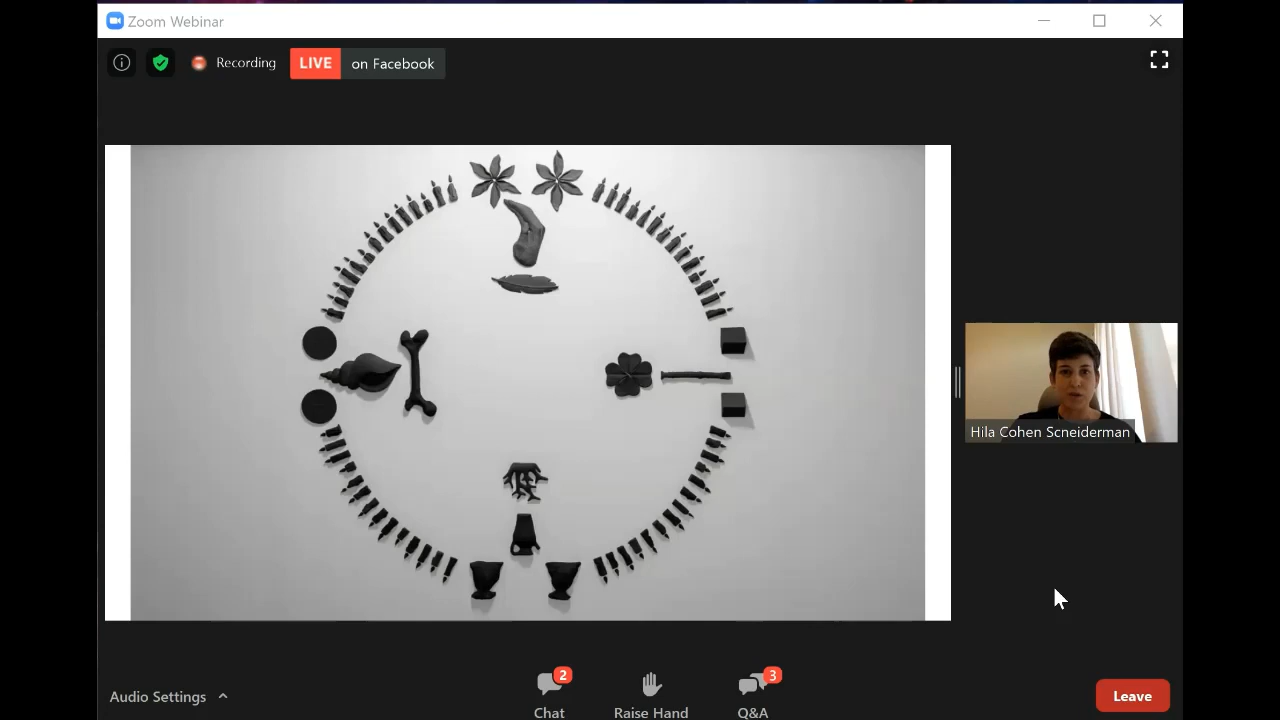 Zoom Webinar
Recording
LIVE
on Facebook
Hila Cohen Scneiderman
2
3
Audio Settings
Chat
Raise Hand
Q&A
Leave